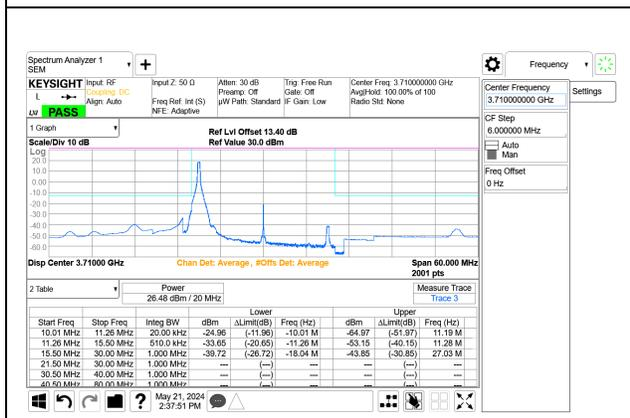 Spectrum Analyzer 1
SEM
+
Frequency
KEYSIGHT Input: RF Input Z: 50 Ω Atten: 30 dB Trig: Free Run Center Freq: 3.710000000 GHz
L Coupling: DC Preamp: Off Gate: Off Avg|Hold: 100.00% of 100
Align: Auto Freq Ref: Int (S) µW Path: Standard IF Gain: Low Radio Std: None
PASS NFE: Adaptive
Center Frequency
3.710000000 GHz
Settings
CF Step
6.000000 MHz
Auto
Man
Freq Offset
0 Hz
1 Graph
Ref Lvl Offset 13.40 dB
Scale/Div 10 dB Ref Value 30.0 dBm
Log
20.0
10.0
0.00
-10.0
-20.0
-30.0
-40.0
-50.0
-60.0
Disp Center 3.71000 GHz Chan Det: Average , #Offs Det: Average Span 60.000 MHz
2001 pts
2 Table
Power
26.48 dBm / 20 MHz
Measure Trace
Trace 3
Lower Upper
Start Freq Stop Freq Integ BW dBm ΔLimit(dB) Freq (Hz) dBm ΔLimit(dB) Freq (Hz)
10.01 MHz 11.26 MHz 20.00 kHz -24.96 (-11.96) -10.01 M -64.97 (-51.97) 11.19 M
11.26 MHz 15.50 MHz 510.0 kHz -33.65 (-20.65) -11.26 M -53.15 (-40.15) 11.28 M
15.50 MHz 30.00 MHz 1.000 MHz -39.72 (-26.72) -18.04 M -43.85 (-30.85) 27.03 M
21.50 MHz 30.00 MHz 1.000 MHz --- (---) --- (---)
30.50 MHz 40.00 MHz 1.000 MHz --- (---) --- (---)
40.50 MHz 80.00 MHz 1.000 MHz --- (---) --- (---)
? May 21, 2024
2:37:51 PM